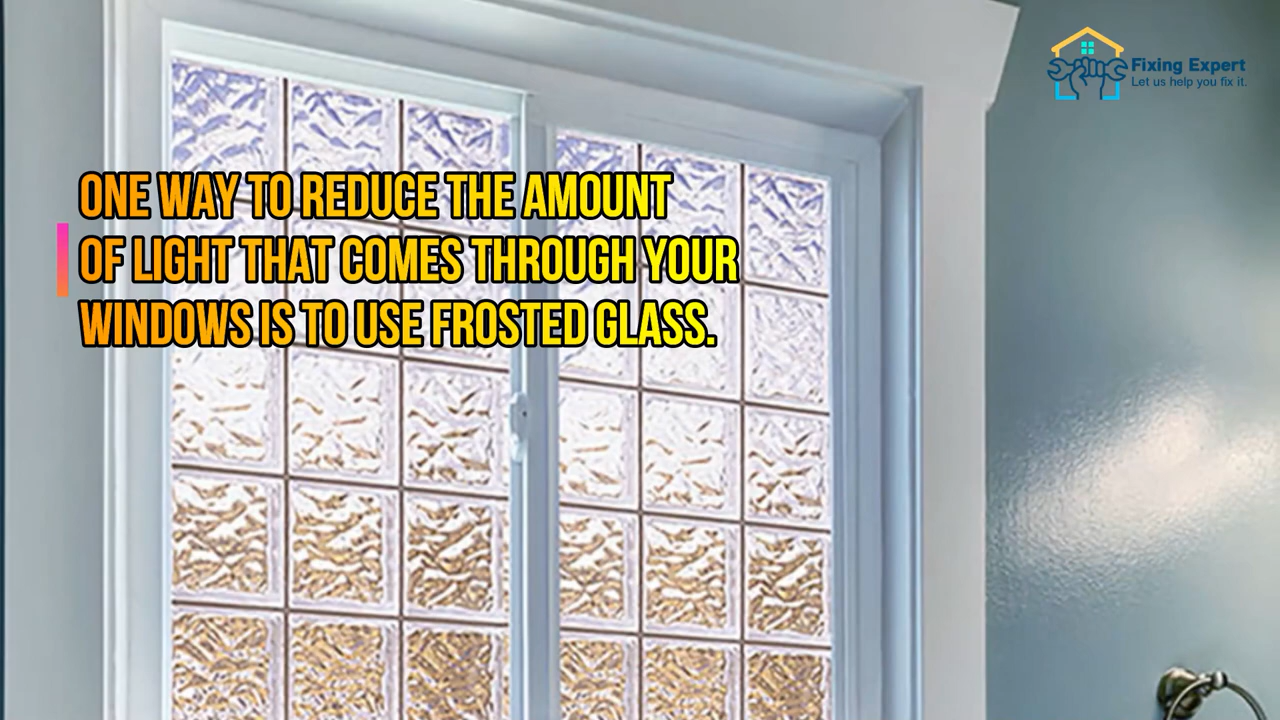 Fixing Expert
Let us help you fix it.
ONE WAY TO REDUCE THE AMOUNT
OF LIGHT THAT COMES THROUGH YOUR
WINDOWS IS TO USE FROSTED GLASS.